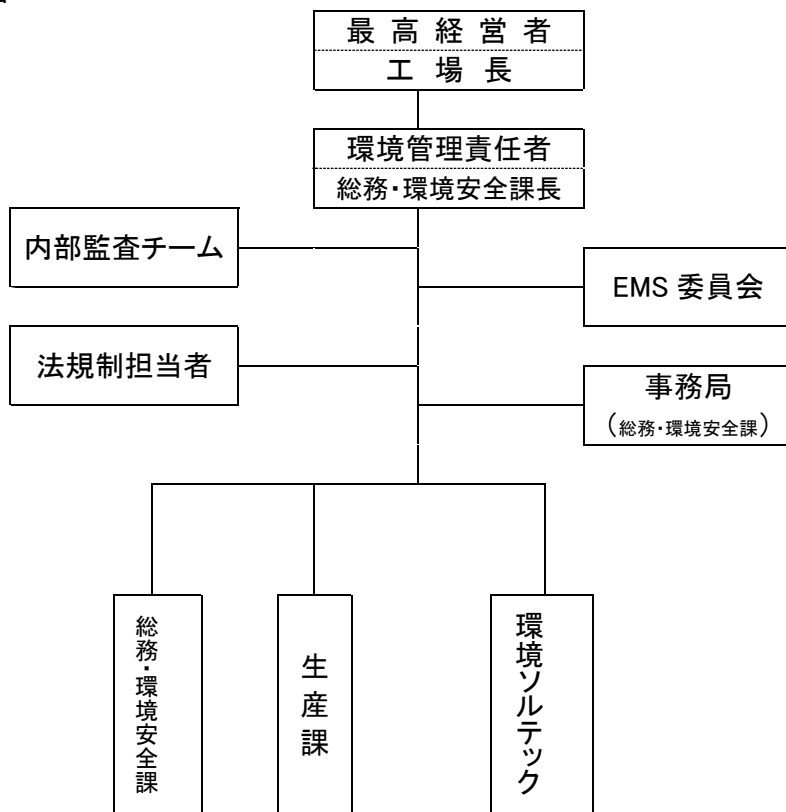 最高経営者
工場長
環境管理責任者
総務・環境安全課長
内部監査チーム
EMS 委員会
法規制担当者
事務局
（総務・環境安全課）
総務・環境安全課
生産課
環境ソルテック